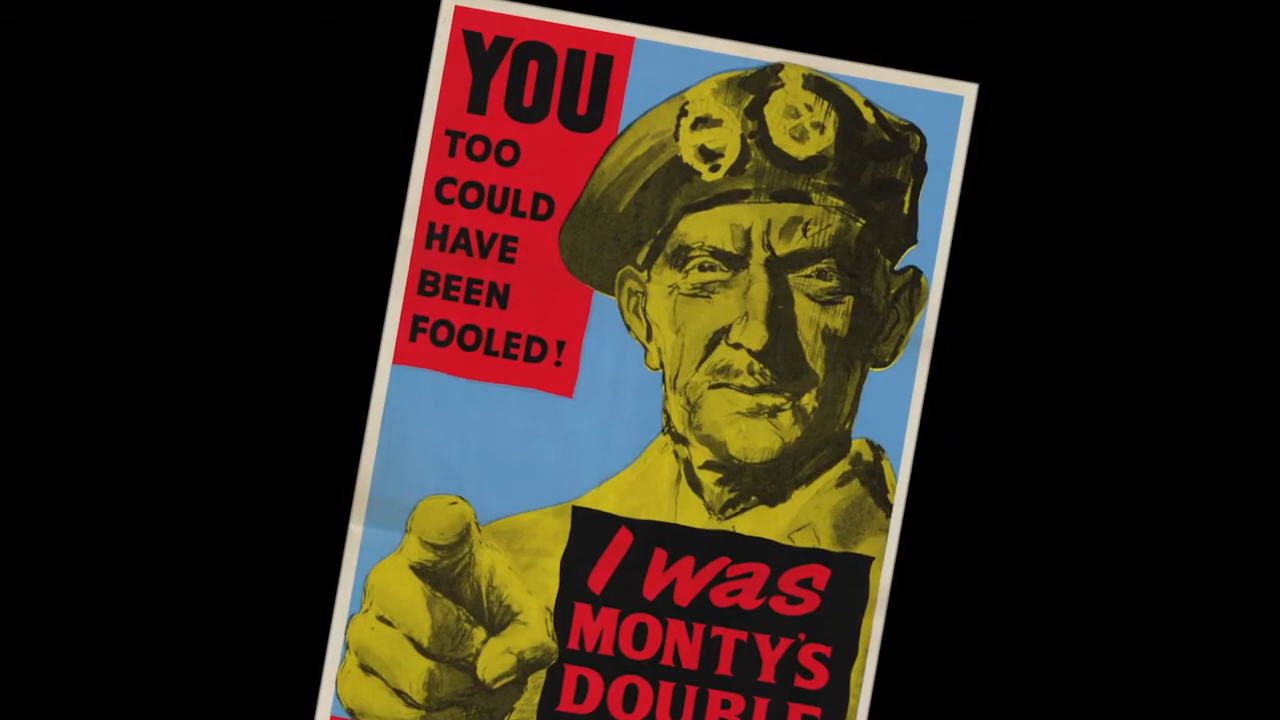 YOU
TOO
COULD
HAVE
BEEN
FOOLED!
I was
MONTY'S
DOUBLE